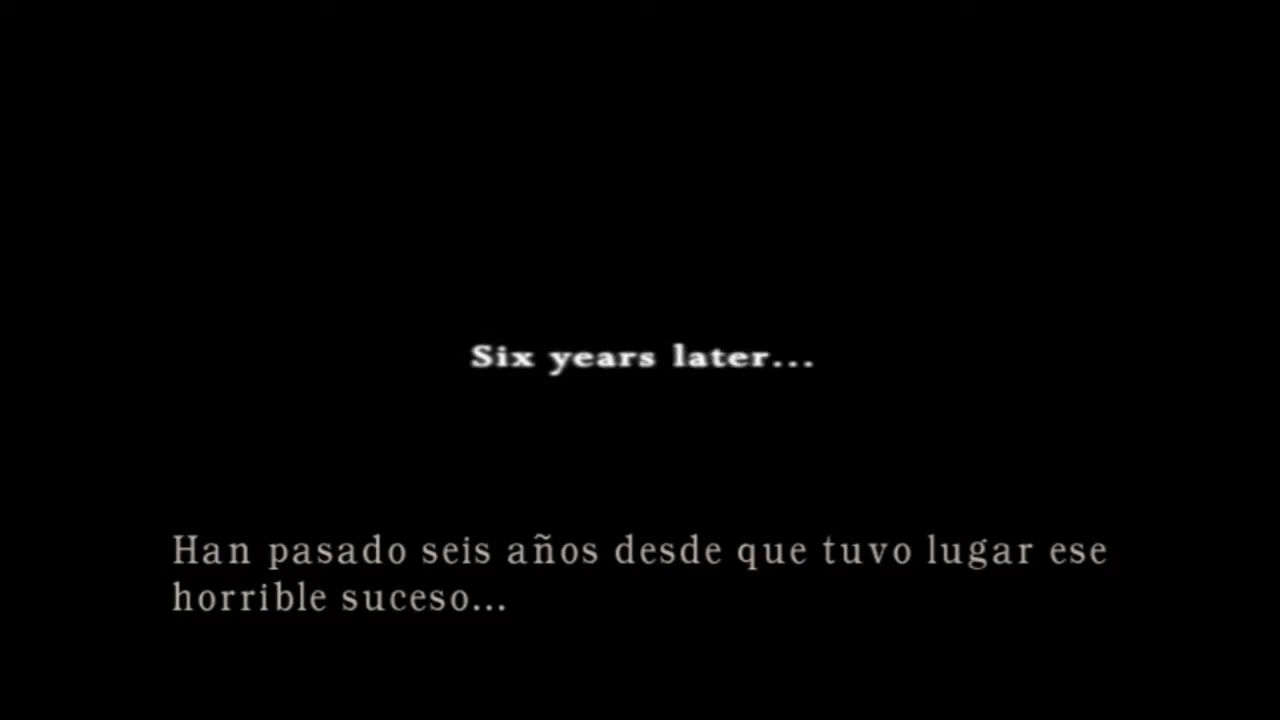 Six years later...
Han pasado seis años desde que tuvo lugar ese
horrible suceso...